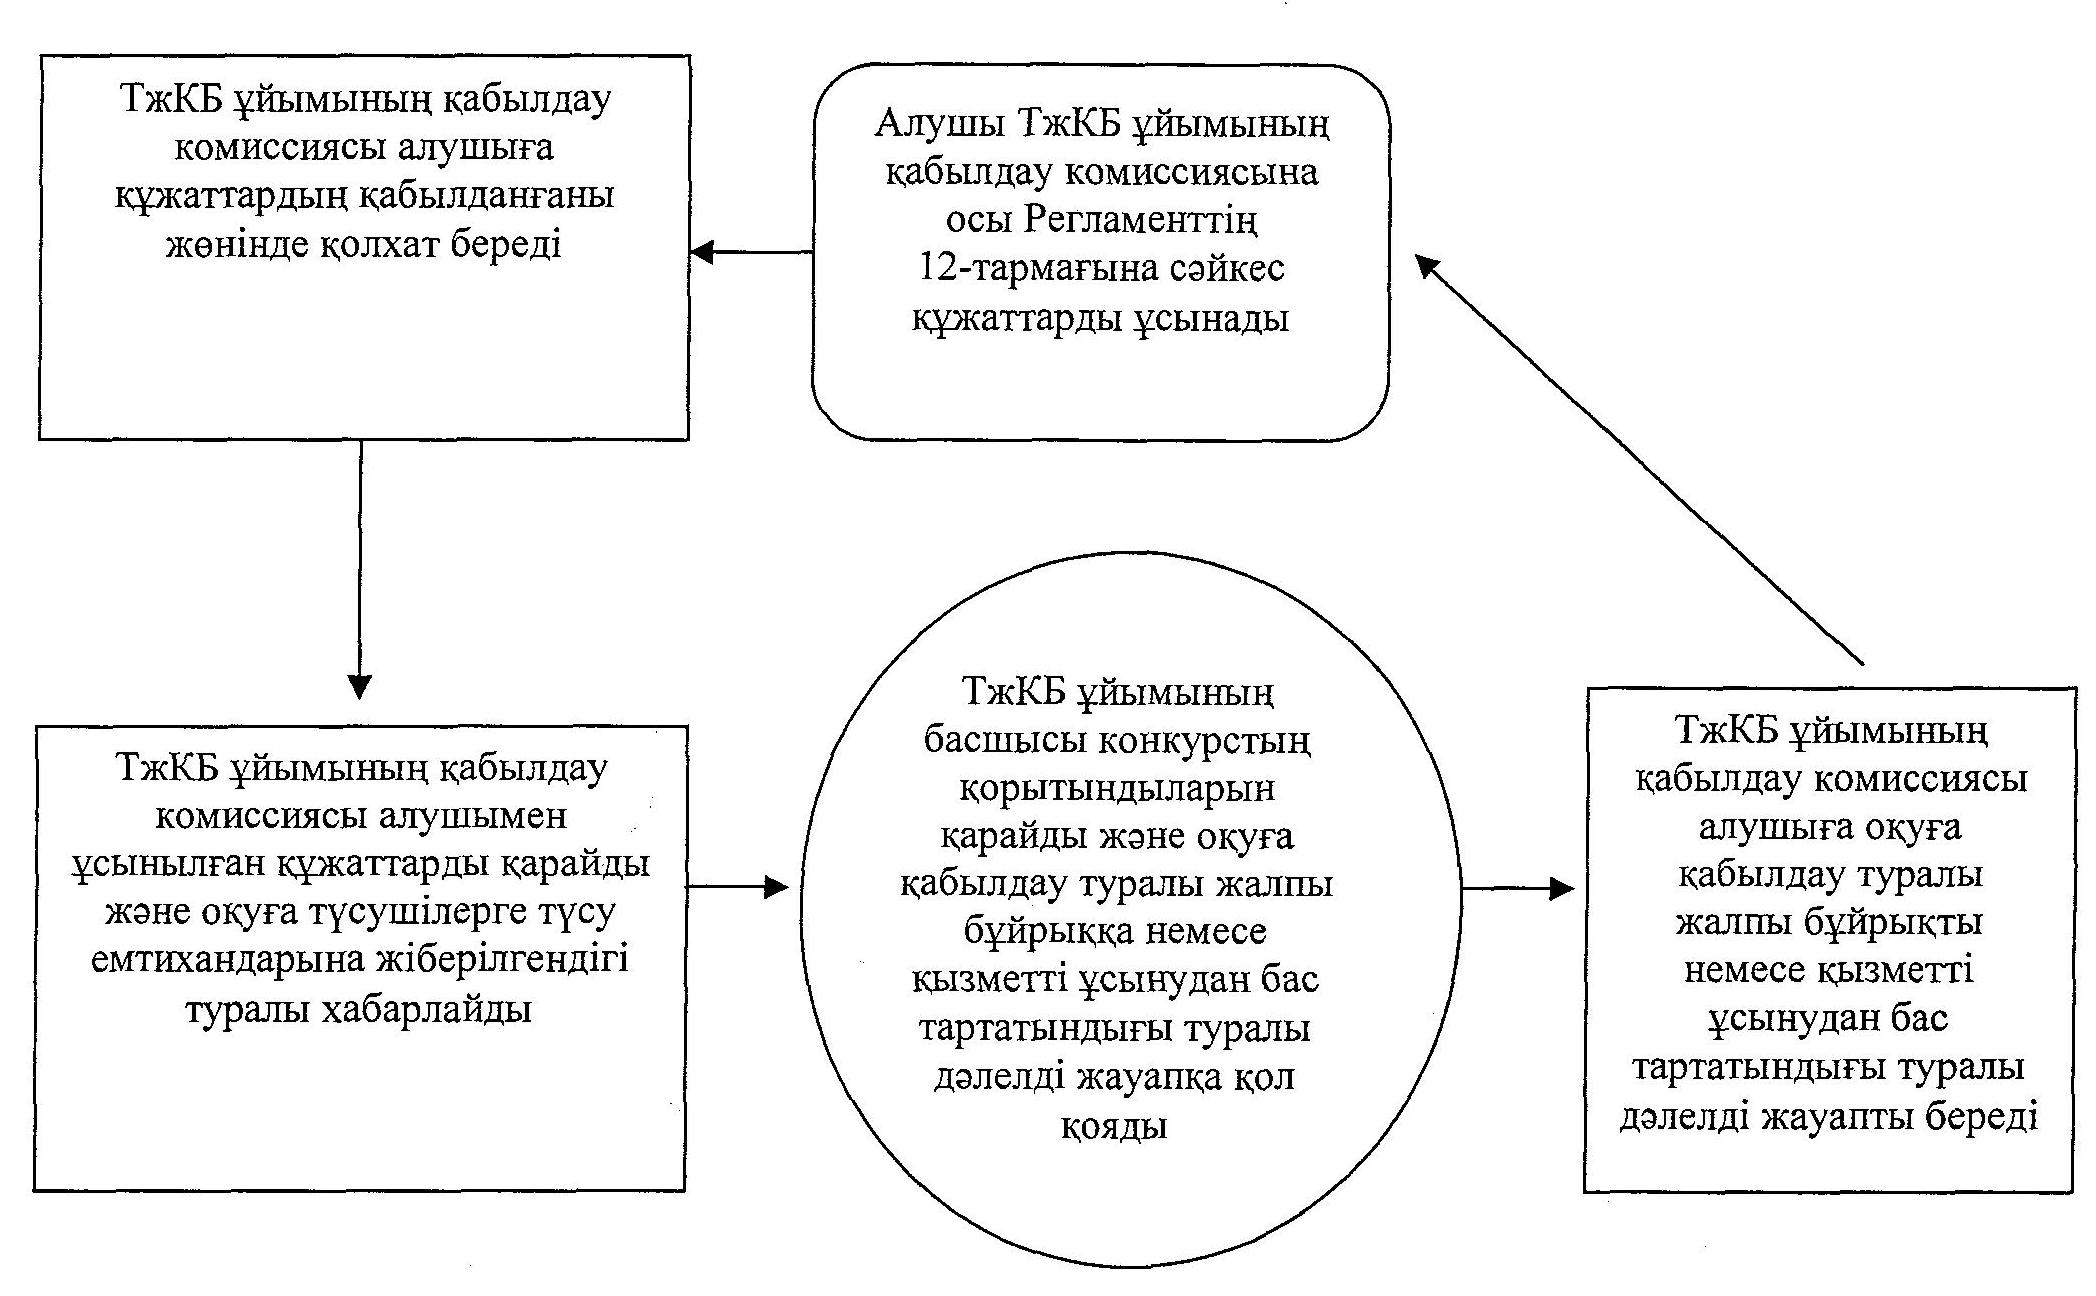 ТжКБ ұйымының қабылдау
комиссиясы алушыға
құжаттардың қабылданғаны
жөнінде қолхат береді
Алушы ТжКБ ұйымының
қабылдау комиссиясына
осы Регламенттің
12-тармағына сәйкес
құжаттарды ұсынады
ТжКБ ұйымының қабылдау
комиссиясы алушымен
ұсынылған құжаттарды қарайды
және оқуға түсушілерге түсу
емтихандарына жіберілгендігі
туралы хабарлайды
ТжКБ ұйымының
басшысы конкурстың
қорытындыларын
қарайды және оқуға
қабылдау туралы жалпы
бұйрыққа немесе
қызметті ұсынудан бас
тартатындығы туралы
дәлелді жауапқа қол
қояды
ТжКБ ұйымының
қабылдау комиссиясы
алушыға оқуға
қабылдау туралы
жалпы бұйрықты
немесе қызметті
ұсынудан бас
тартатындығы туралы
дәлелді жауапты береді